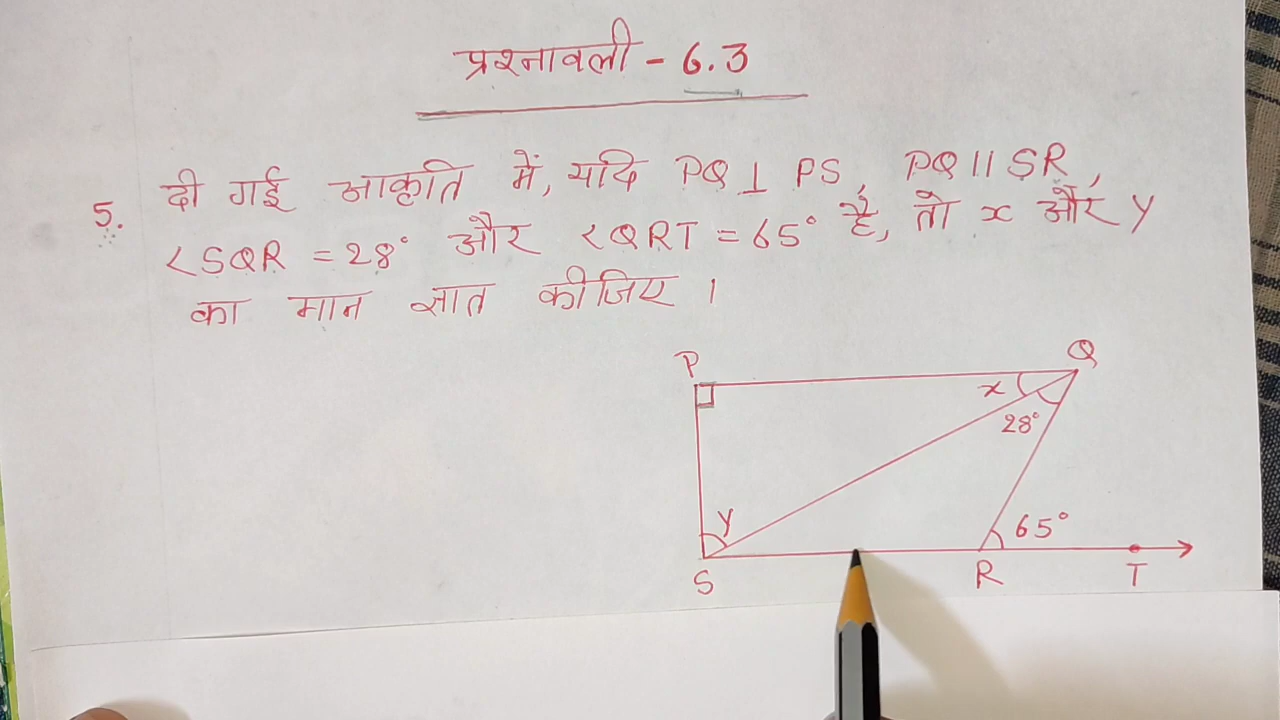 प्रश्नावली - 6.3
5. दी गई आकृति में, यदि PQ ⊥ PS, PQ || SR,
∠SQR = 28° और ∠QRT = 65° है, तो x और y
का मान ज्ञात कीजिए ।
P
Q
x
28°
y
65°
S
R
T